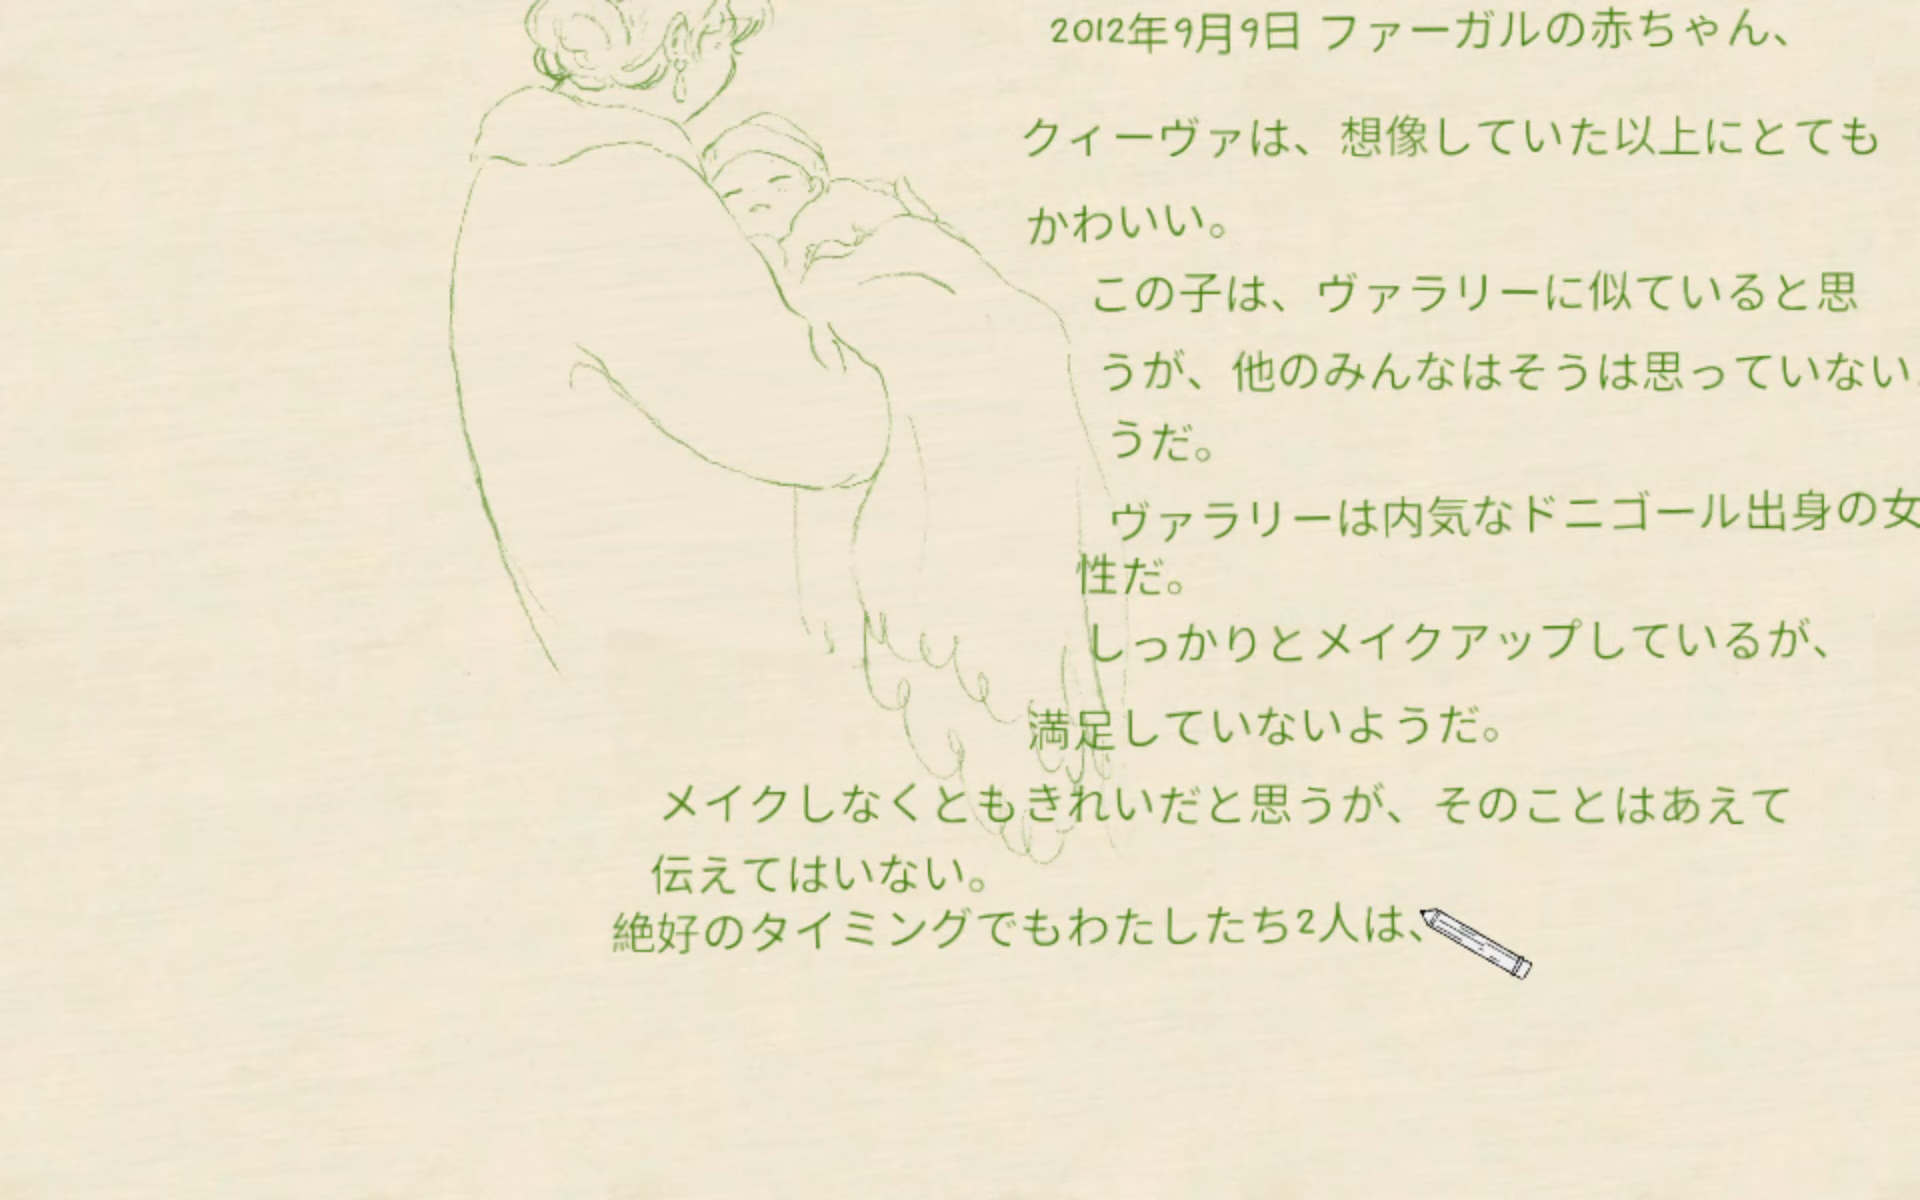 2012年9月9日 ファーガルの赤ちゃん、
クィーヴァは、想像していた以上にとても
かわいい。
この子は、ヴァラリーに似ていると思
うが、他のみんなはそうは思っていない
うだ。
ヴァラリーは内気なドニゴール出身の女
性だ。
しっかりとメイクアップしているが、
満足していないようだ。
メイクしなくともきれいだと思うが、そのことはあえて
伝えてはいない。
絶好のタイミングでもわたしたち2人は、